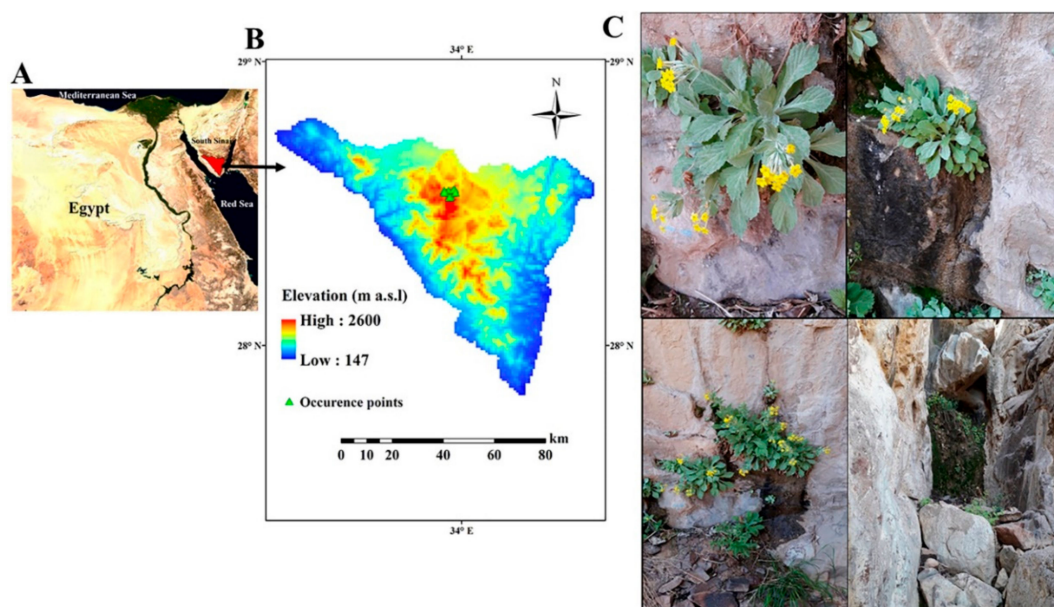 A
Mediterranean Sea
South Sinai
Egypt
Red Sea
B
34° E
29° N
29° N
N
Elevation (m a.s.l)
High : 2600
Low : 147
Occurence points
28° N
28° N
km
0 10 20 40 60 80
34° E
C